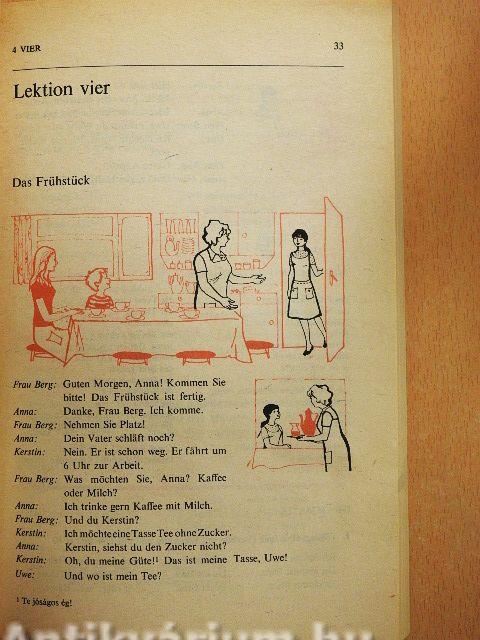 4 VIER 33
Lektion vier
Das Frühstück
Frau Berg: Guten Morgen, Anna! Kommen Sie
bitte! Das Frühstück ist fertig.
Anna: Danke, Frau Berg. Ich komme.
Frau Berg: Nehmen Sie Platz!
Anna: Dein Vater schläft noch?
Kerstin: Nein. Er ist schon weg. Er fährt um
6 Uhr zur Arbeit.
Frau Berg: Was möchten Sie, Anna? Kaffee
oder Milch?
Anna: Ich trinke gern Kaffee mit Milch.
Frau Berg: Und du Kerstin?
Kerstin: Ich möchte eine Tasse Tee ohne Zucker.
Anna: Kerstin, siehst du den Zucker nicht?
Kerstin: Oh, du meine Güte!¹ Das ist meine Tasse, Uwe!
Uwe: Und wo ist mein Tee?
¹ Te jóságos ég!
Antikvárium.hu